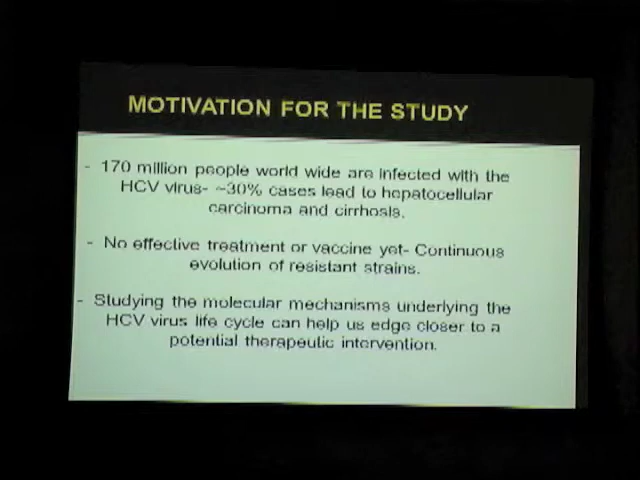 MOTIVATION FOR THE STUDY
- 170 million people world wide are infected with the
HCV virus- ~30% cases lead to hepatocellular
carcinoma and cirrhosis.
- No effective treatment or vaccine yet- Continuous
evolution of resistant strains.
- Studying the molecular mechanisms underlying the
HCV virus life cycle can help us edge closer to a
potential therapeutic intervention.